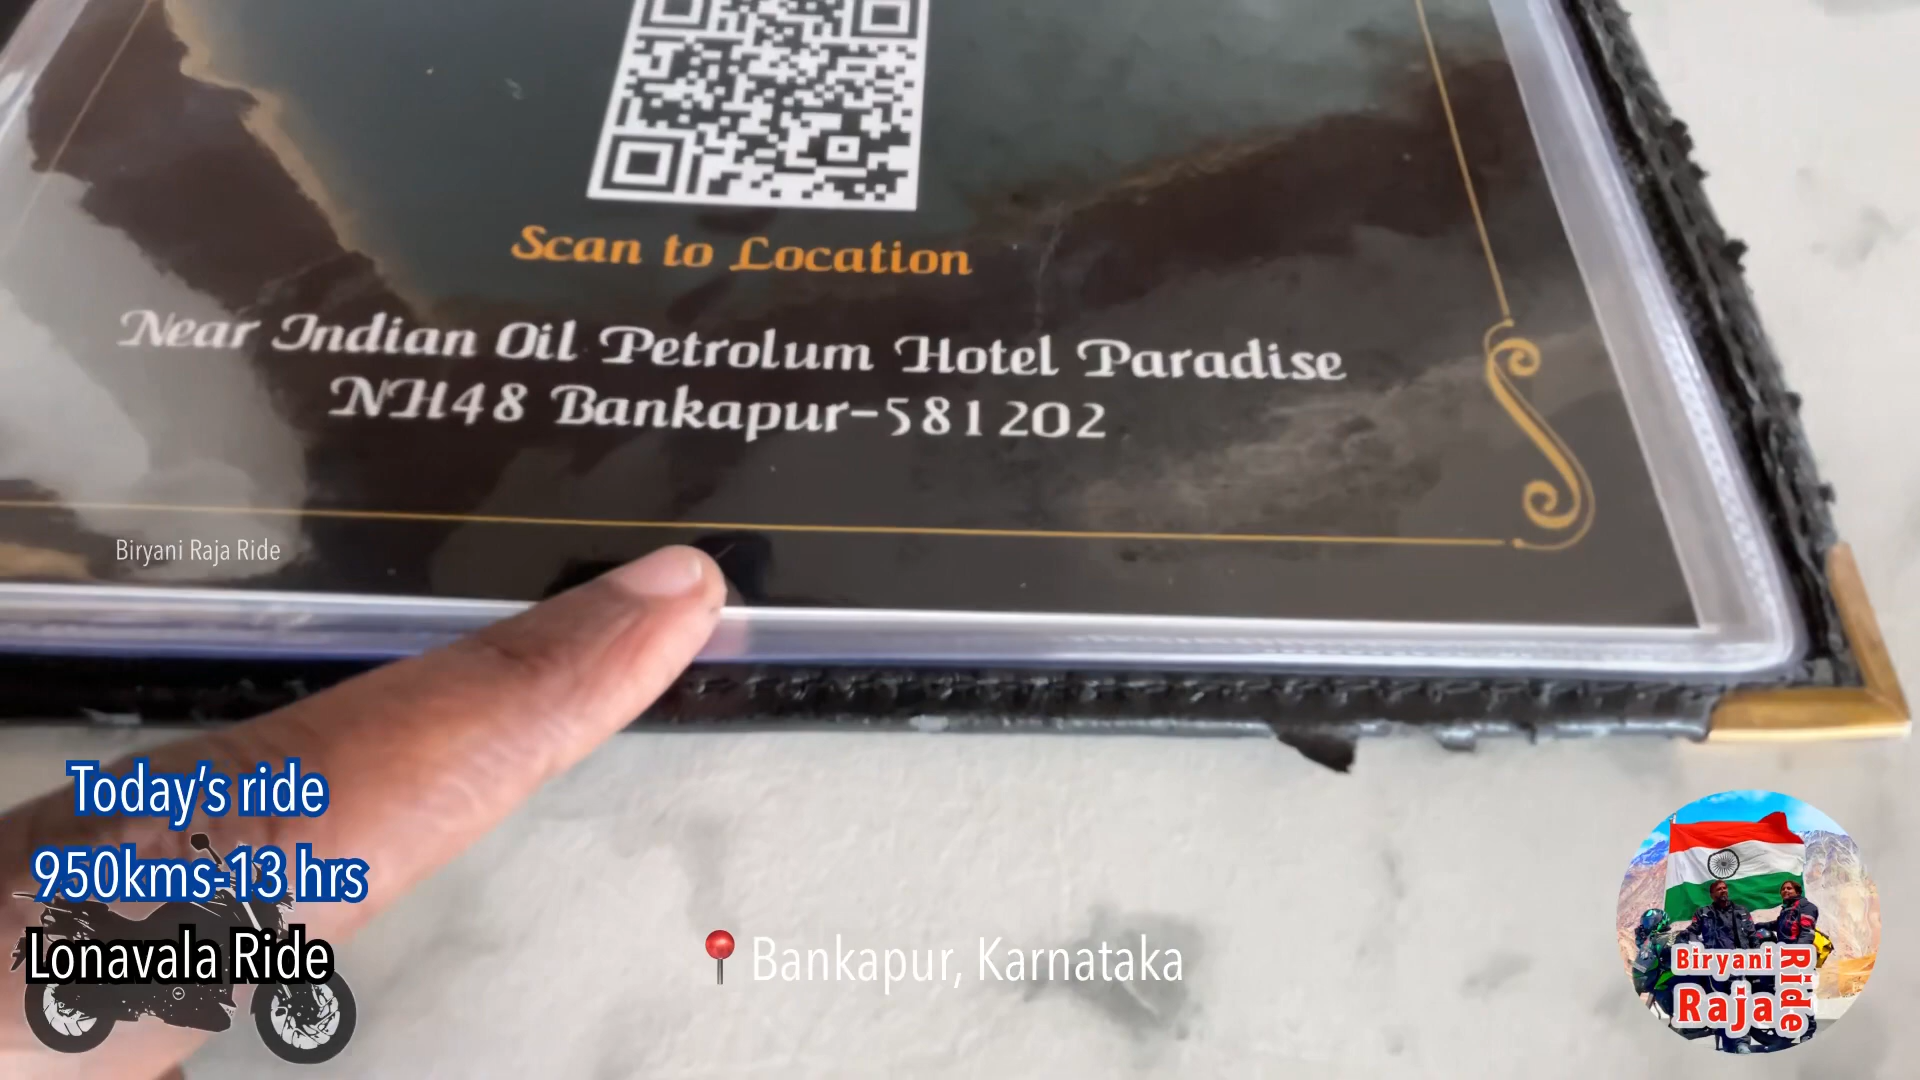 Scan to Location
Near Indian Oil Petrolum Hotel Paradise
NH48 Bankapur-581202
Biryani Raja Ride
Today's ride
950kms-13 hrs
Lonavala Ride
Bankapur, Karnataka
Biryani
Raja
Ride